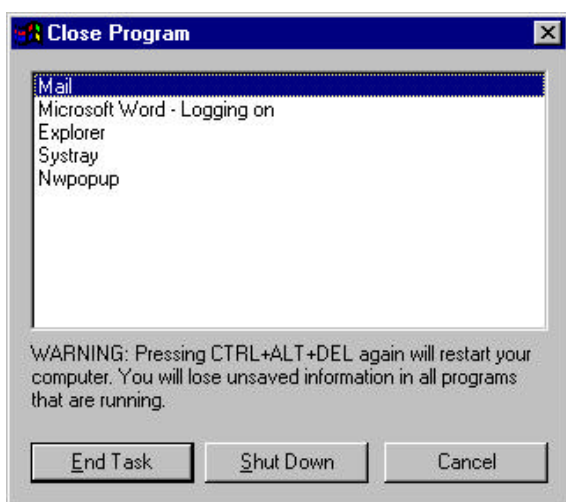 Close Program
Mail
Microsoft Word - Logging on
Explorer
Systray
Nwpopup
WARNING: Pressing CTRL+ALT+DEL again will restart your
computer. You will lose unsaved information in all programs
that are running.
End Task Shut Down Cancel